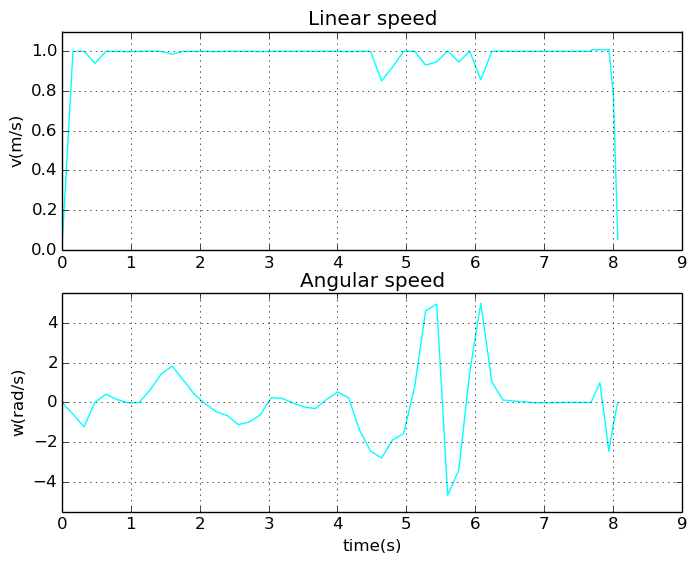 Linear speed
1.0
0.8
0.6
0.4
0.2
0.0
v(m/s)
0 1 2 3 4 5 6 7 8 9
Angular speed
4
2
0
−2
−4
w(rad/s)
0 1 2 3 4 5 6 7 8 9
time(s)